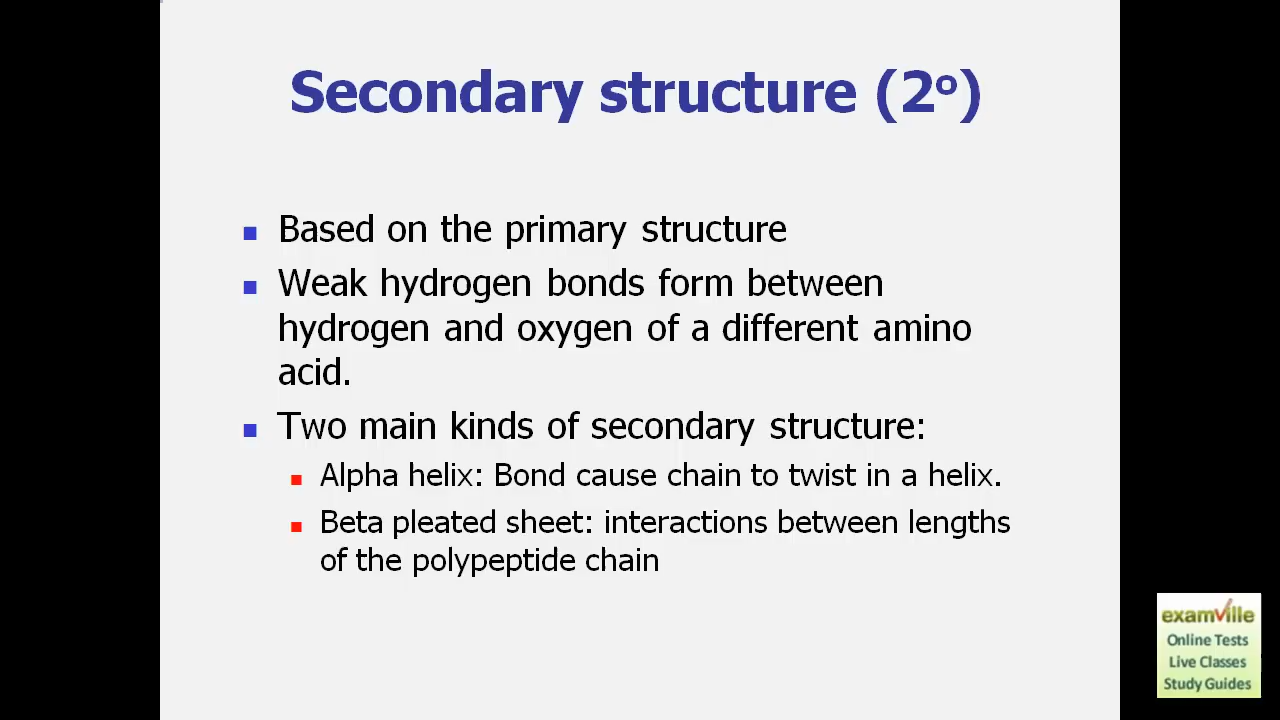 Secondary structure (2º)
Based on the primary structure
Weak hydrogen bonds form between
hydrogen and oxygen of a different amino
acid.
Two main kinds of secondary structure:
Alpha helix: Bond cause chain to twist in a helix.
Beta pleated sheet: interactions between lengths
of the polypeptide chain
examville
Online Tests
Live Classes
Study Guides